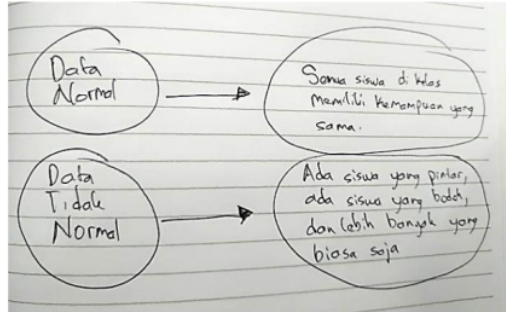 Data
Normal
Semua siswa di kelas
memiliki kemampuan yang
sama.
Data
Tidak
Normal
Ada siswa yang pintar,
ada siswa yang bodoh,
dan lebih banyak yang
biasa saja